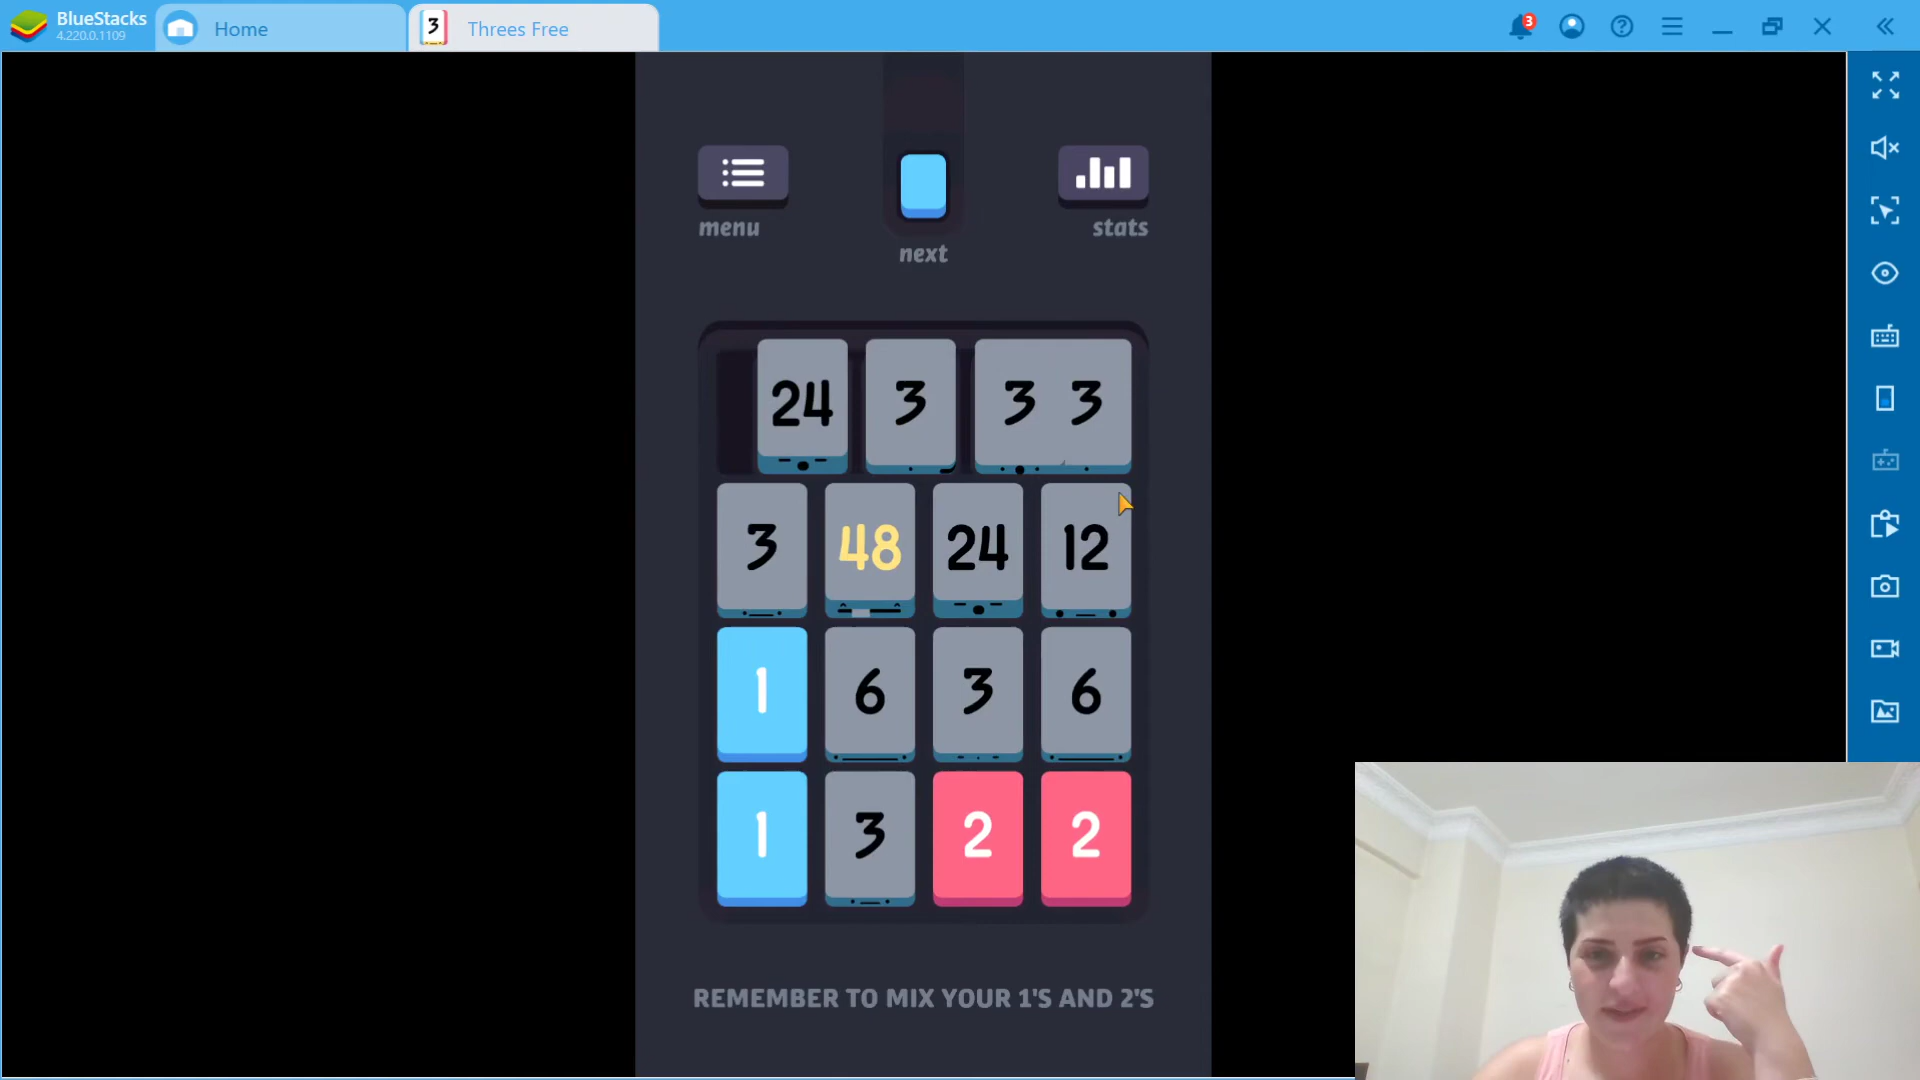 BlueStacks
4.220.0.1109
Home
3
Threes Free
3
menu
next
stats
24 3 3 3
3 48 24 12
1 6 3 6
1 3 2 2
REMEMBER TO MIX YOUR 1'S AND 2'S